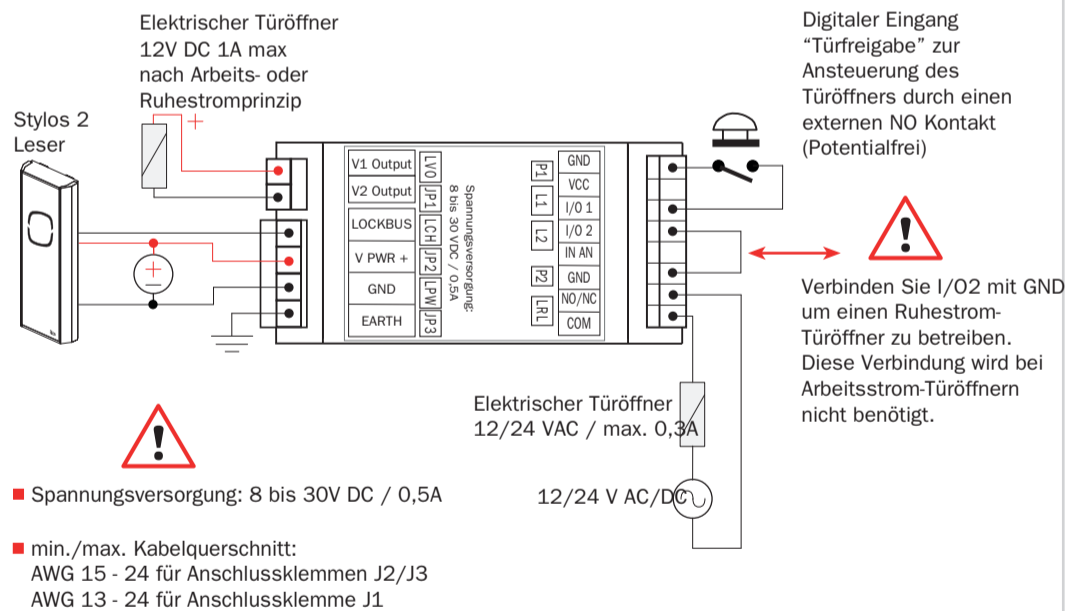 Elektrischer Türöffner
12V DC 1A max
nach Arbeits- oder
Ruhestromprinzip
Digitaler Eingang
“Türfreigabe” zur
Ansteuerung des
Türöffners durch einen
externen NO Kontakt
(Potentialfrei)
Stylos 2
Leser
+
V1 Output
V2 Output
LOCKBUS
V PWR +
GND
EARTH
LVO
JP1
LCH
JP2
LPW
JP3
Spannungsversorgung:
8 bis 30 VDC / 0,5A
P1
L1
L2
P2
LRL
GND
VCC
I/O 1
I/O 2
IN AN
GND
NO/NC
COM
+
−
!
Verbinden Sie I/O2 mit GND
um einen Ruhestrom-
Türöffner zu betreiben.
Diese Verbindung wird bei
Arbeitsstrom-Türöffnern
nicht benötigt.
Elektrischer Türöffner
12/24 VAC / max. 0,3A
12/24 V AC/DC
!
Spannungsversorgung: 8 bis 30V DC / 0,5A
min./max. Kabelquerschnitt:
AWG 15 - 24 für Anschlussklemmen J2/J3
AWG 13 - 24 für Anschlussklemme J1